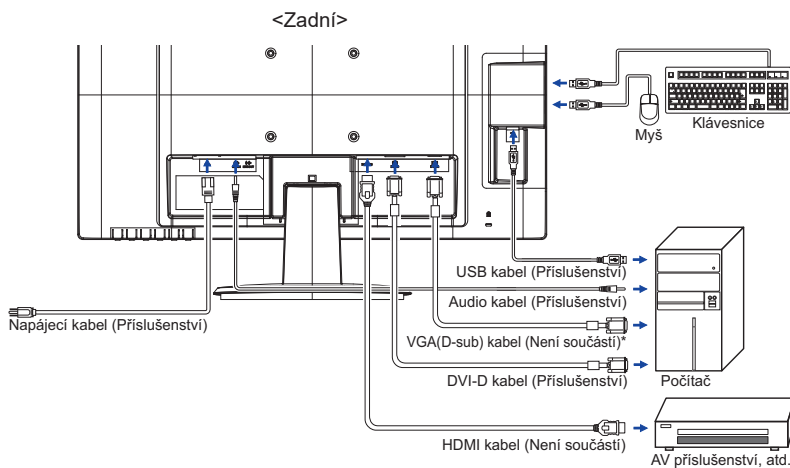 <Zadní>
Klávesnice
Myš
USB kabel (Příslušenství)
Audio kabel (Příslušenství)
Napájecí kabel (Příslušenství)
VGA(D-sub) kabel (Není součástí)*
DVI-D kabel (Příslušenství)
Počítač
HDMI kabel (Není součástí)
AV příslušenství, atd.